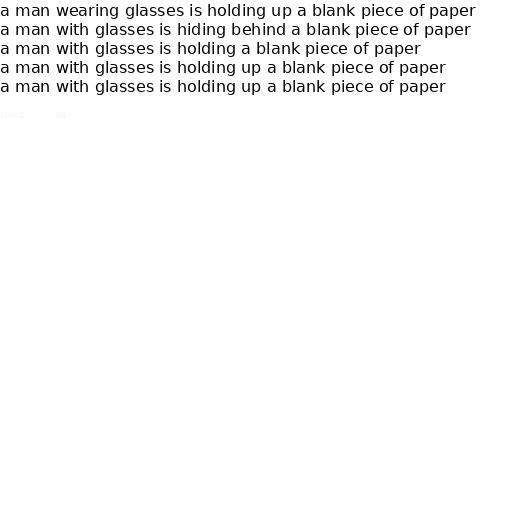 a man wearing glasses is holding up a blank piece of paper
a man with glasses is hiding behind a blank piece of paper
a man with glasses is holding a blank piece of paper
a man with glasses is holding up a blank piece of paper
a man with glasses is holding up a blank piece of paper